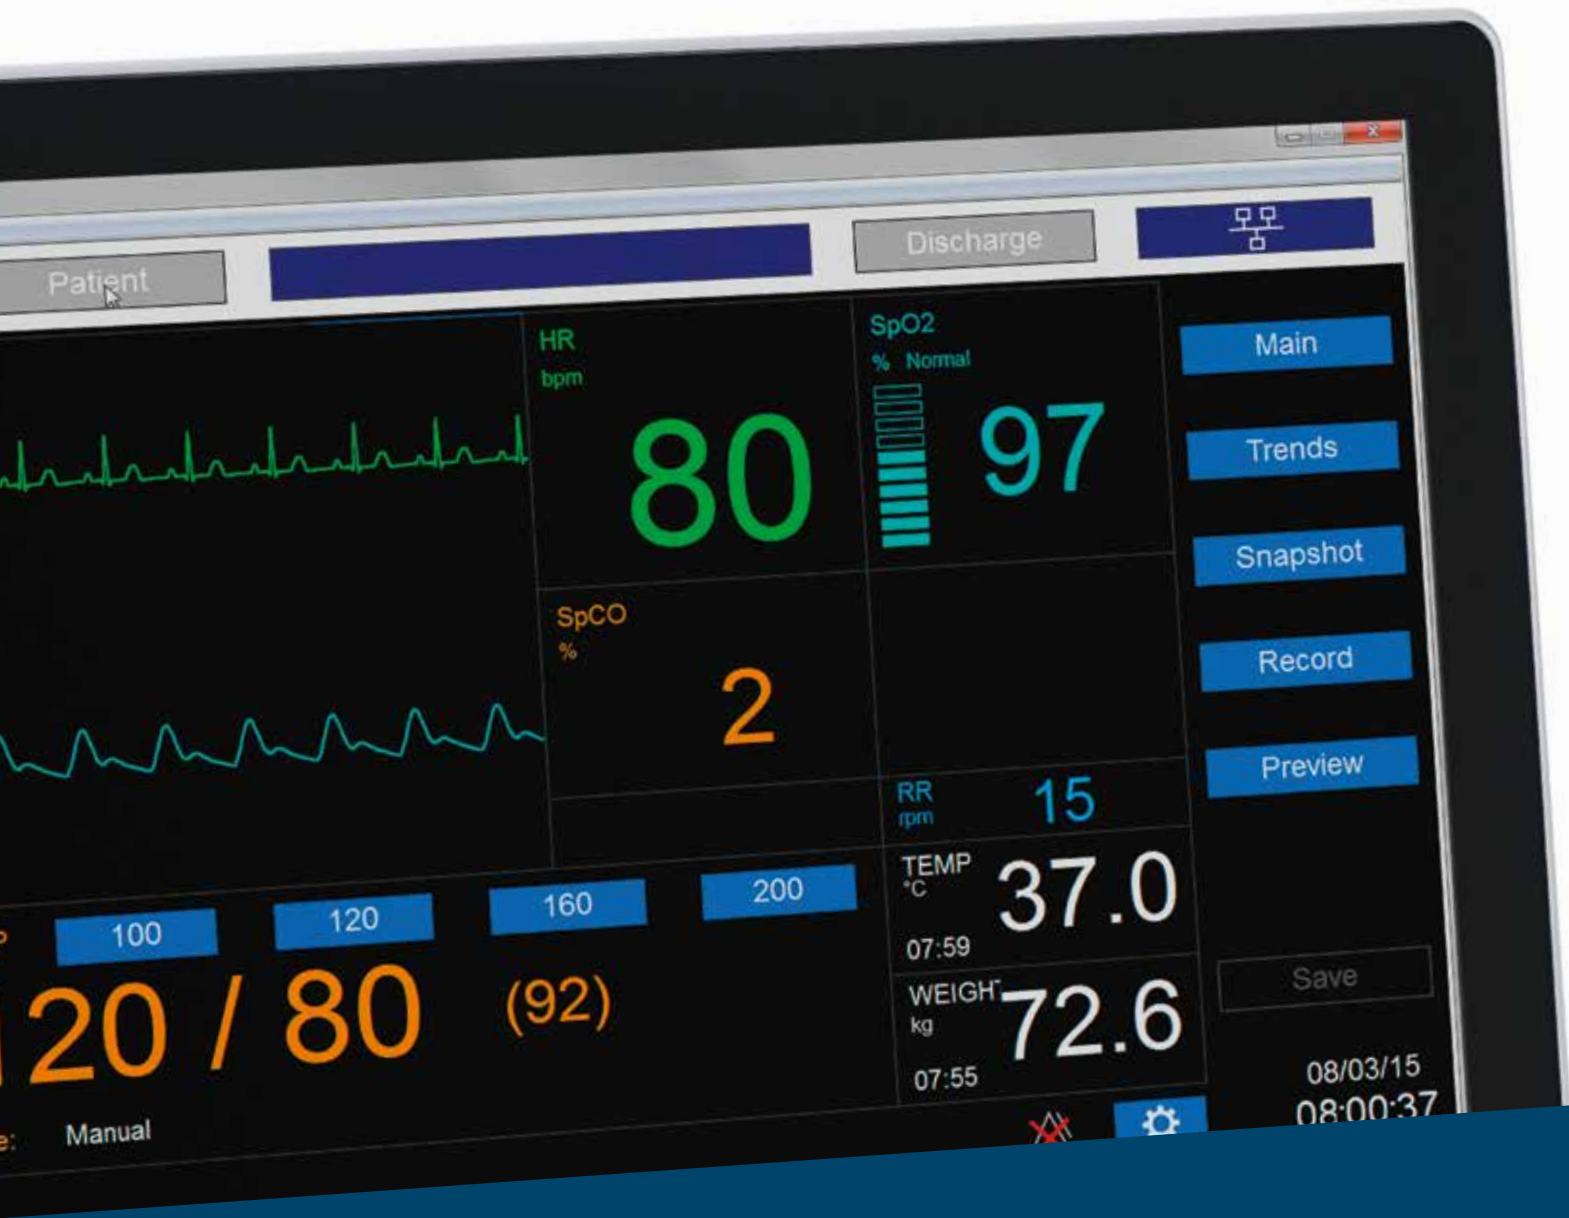 Patient
Discharge
HR
bpm
80
SpO2
% Normal
97
Main
Trends
Snapshot
Record
Preview
SpCO
%
2
RR
rpm
15
100
120
160
200
20 / 80 (92)
Manual
TEMP
°C
37.0
07:59
WEIGH
kg
72.6
07:55
Save
08/03/15
08:00:37